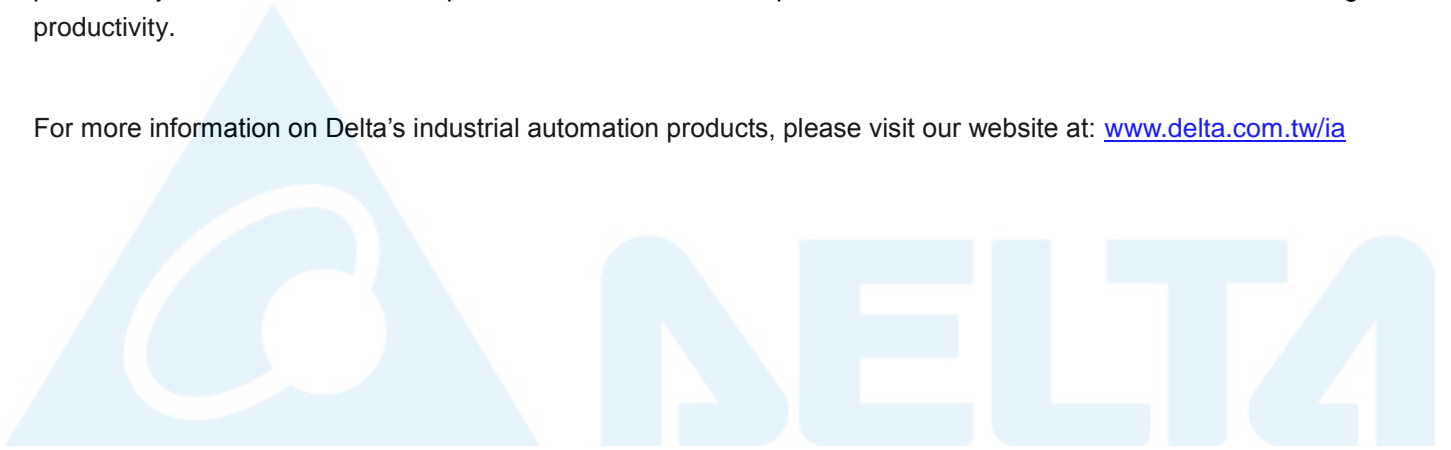 productivity.
For more information on Delta’s industrial automation products, please visit our website at: www.delta.com.tw/ia
DELTA